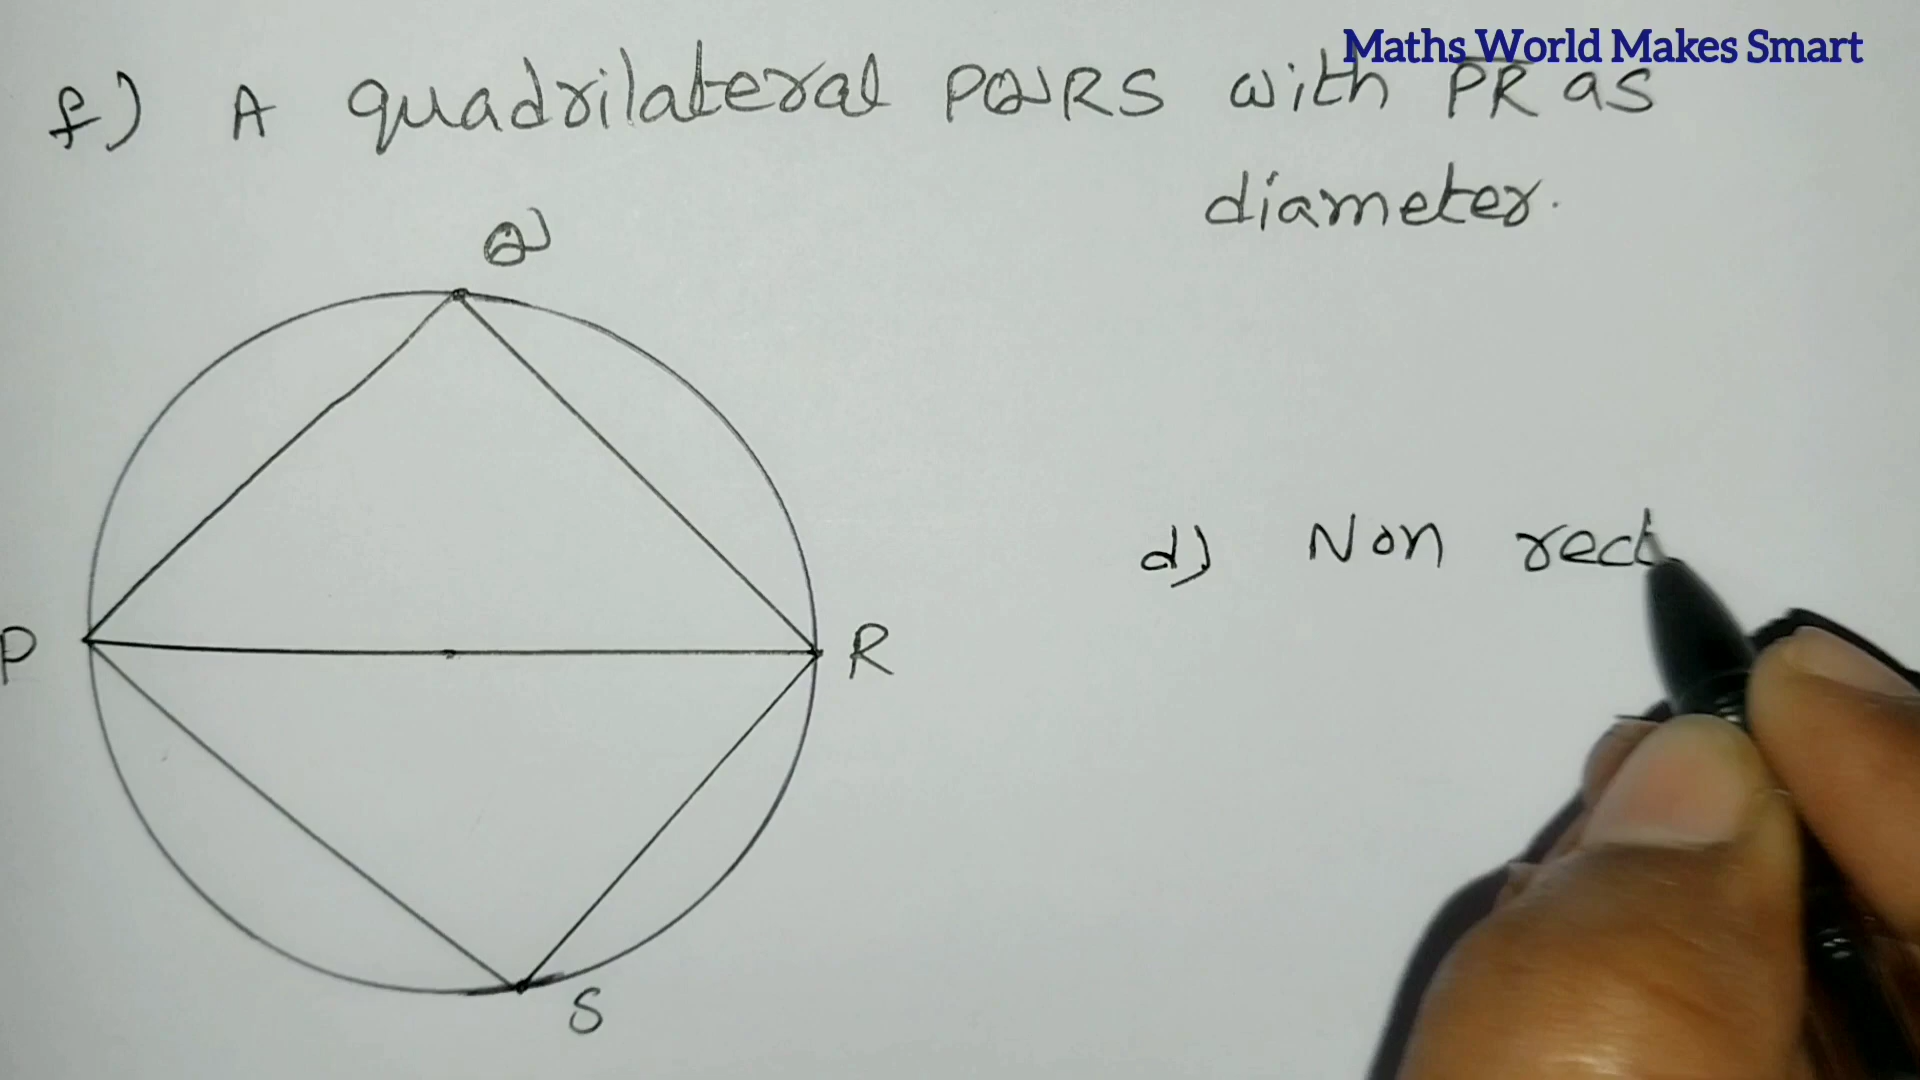 Maths World Makes Smart
f) A quadrilateral PQRS with PR as
diameter.
Q
d) Non rect
P
R
S